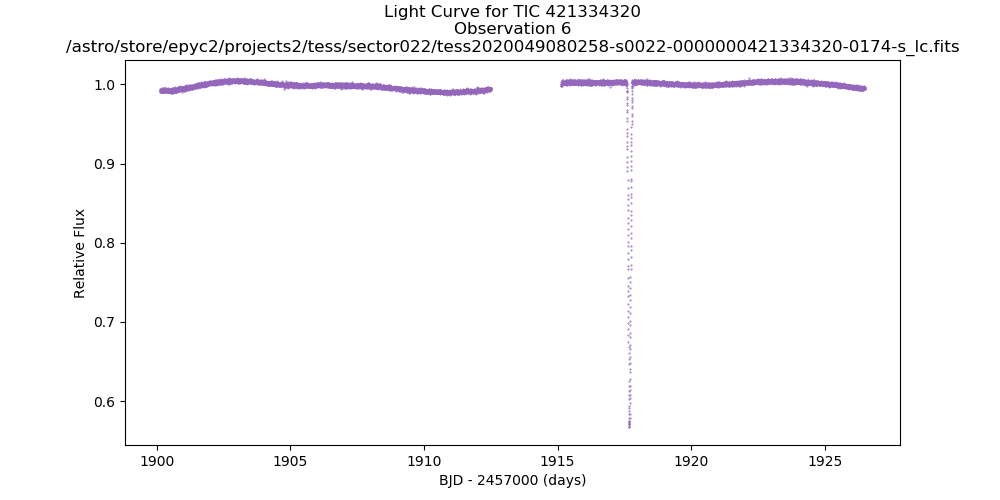 Light Curve for TIC 421334320
Observation 6
/astro/store/epyc2/projects2/tess/sector022/tess2020049080258-s0022-0000000421334320-0174-s_lc.fits
Relative Flux
1.0
0.9
0.8
0.7
0.6
1900
1905
1910
1915
1920
1925
BJD - 2457000 (days)